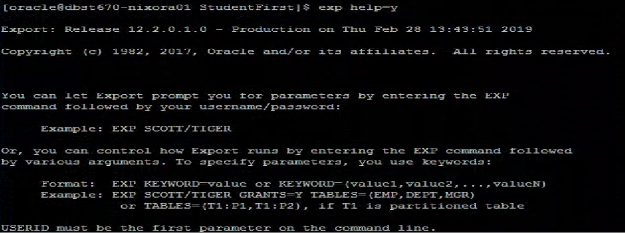 [oracle@dbst670-nixora01 StudentFirst]$ exp help=y
Export: Release 12.2.0.1.0 - Production on Thu Feb 28 13:43:51 2019
Copyright (c) 1982, 2017, Oracle and/or its affiliates.  All rights reserved.
You can let Export prompt you for parameters by entering the EXP
command followed by your username/password:
Example: EXP SCOTT/TIGER
Or, you can control how Export runs by entering the EXP command followed
by various arguments. To specify parameters, you use keywords:
Format:  EXP KEYWORD=value or KEYWORD=(value1,value2,...,valueN)
Example: EXP SCOTT/TIGER GRANTS=Y TABLES=(EMP,DEPT,MGR)
or TABLES=(T1:P1,T1:P2), if T1 is partitioned table
USERID must be the first parameter on the command line.